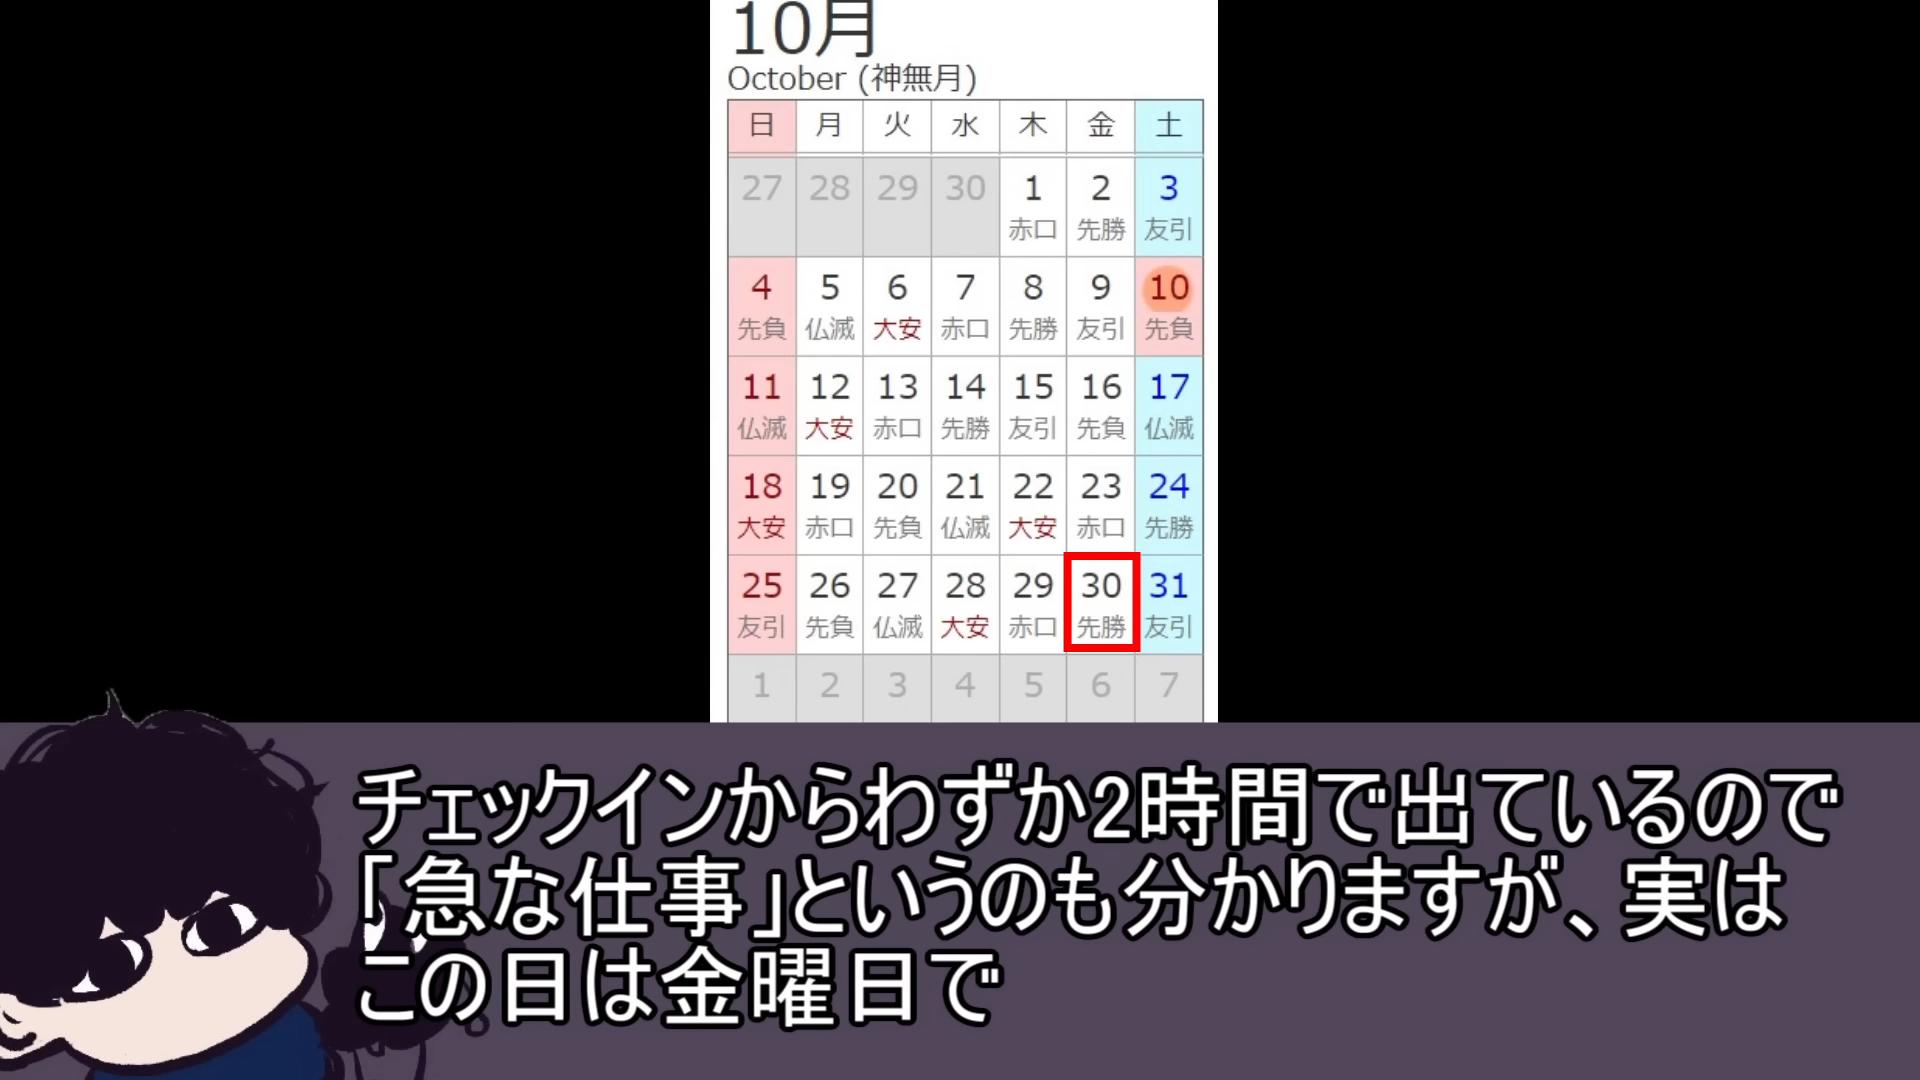 10月
October (神無月)
日 月 火 水 木 金 土
27 28 29 30 1 2 3
赤口 先勝 友引
4 5 6 7 8 9 10
先負 仏滅 大安 赤口 先勝 友引 先負
11 12 13 14 15 16 17
仏滅 大安 赤口 先勝 友引 先負 仏滅
18 19 20 21 22 23 24
大安 赤口 先負 仏滅 大安 赤口 先勝
25 26 27 28 29 30 31
友引 先負 仏滅 大安 赤口 先勝 友引
1 2 3 4 5 6 7
チェックインからわずか2時間で出ているので
「急な仕事」というのも分かりますが、実は
この日は金曜日で